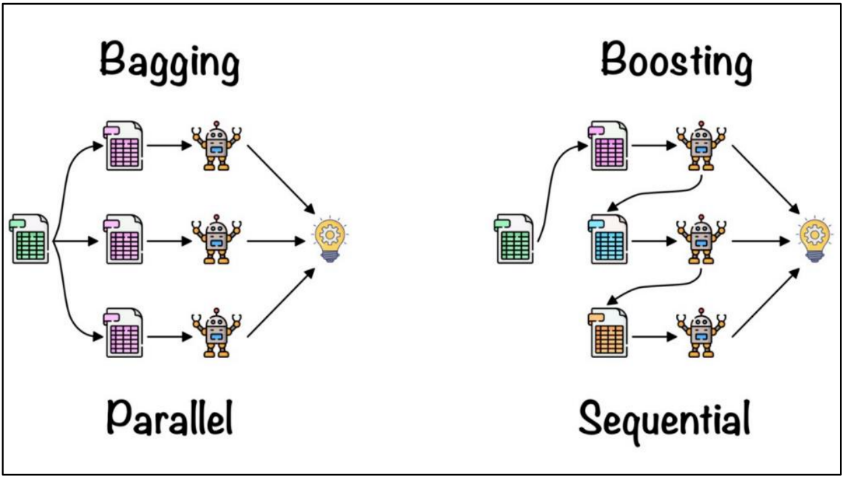 Bagging
Boosting
Parallel
Sequential